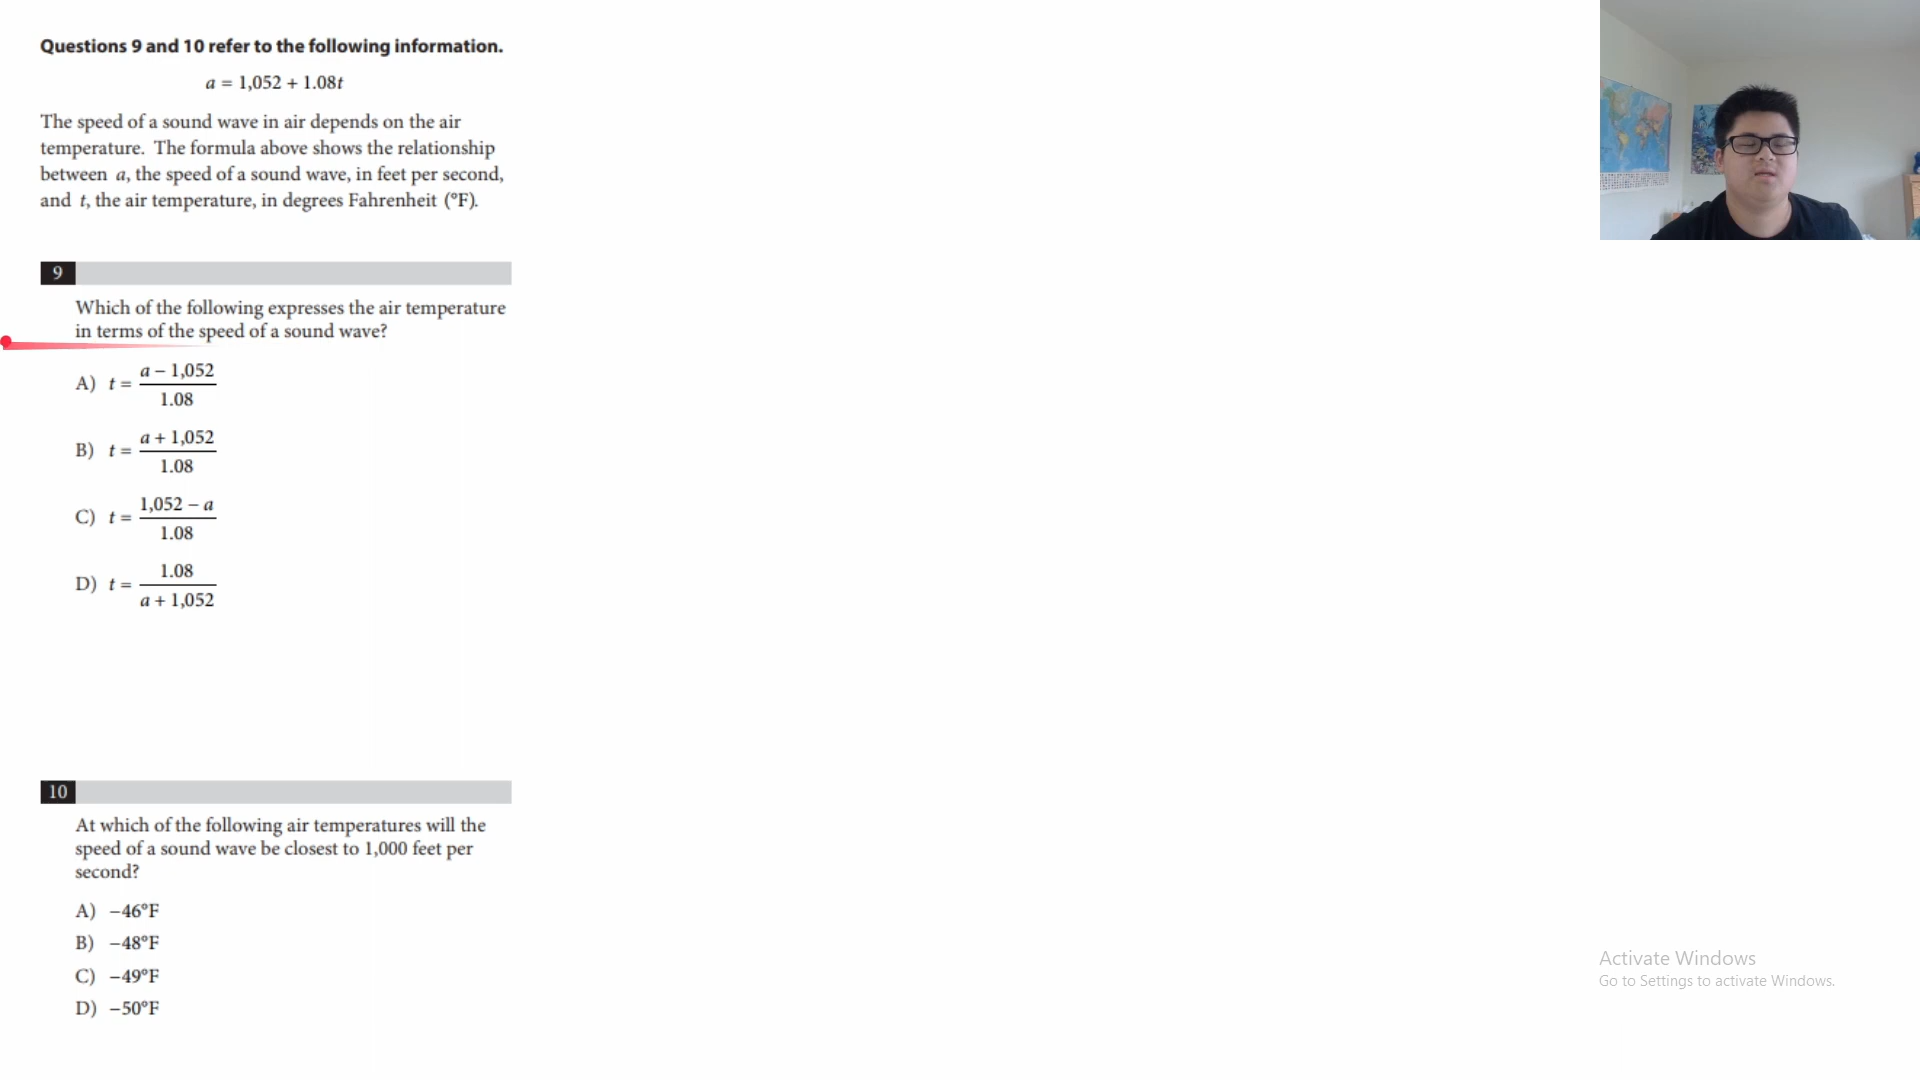 Questions 9 and 10 refer to the following information.
a = 1,052 + 1.08t
The speed of a sound wave in air depends on the air
temperature. The formula above shows the relationship
between a, the speed of a sound wave, in feet per second,
and t, the air temperature, in degrees Fahrenheit (°F).
9
Which of the following expresses the air temperature
in terms of the speed of a sound wave?
A) t = a – 1,052 / 1.08
B) t = a + 1,052 / 1.08
C) t = 1,052 – a / 1.08
D) t = 1.08 / a + 1,052
10
At which of the following air temperatures will the
speed of a sound wave be closest to 1,000 feet per
second?
A) –46°F
B) –48°F
C) –49°F
D) –50°F
Activate Windows
Go to Settings to activate Windows.